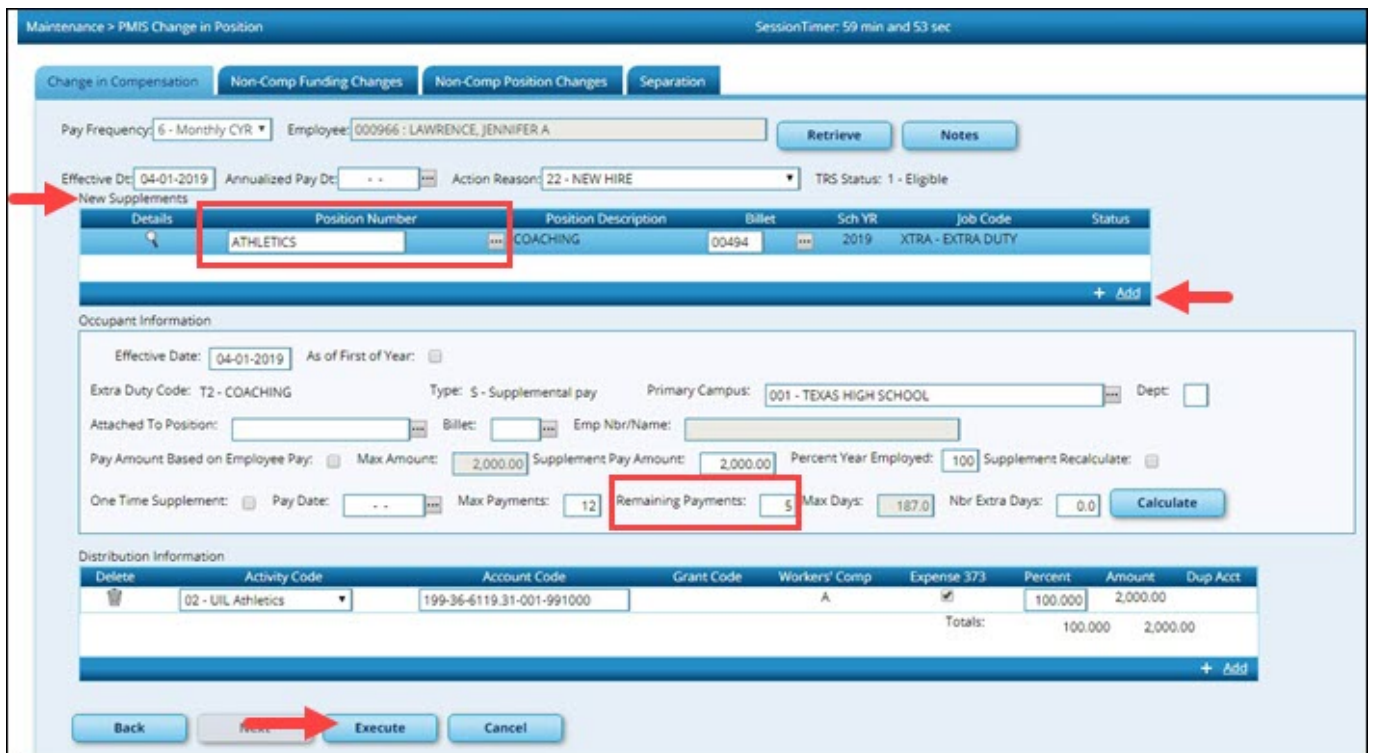 Maintenance > PMIS Change in Position SessionTimer: 59 min and 53 sec
Change in Compensation Non-Comp Funding Changes Non-Comp Position Changes Separation
Pay Frequency: 6 - Monthly CYR Employee: 000966 : LAWRENCE, JENNIFER A Retrieve Notes
Effective Dt: 04-01-2019 Annualized Pay Dt: - - Action Reason: 22 - NEW HIRE TRS Status: 1 - Eligible
New Supplements
Details Position Number Position Description Billet Sch YR Job Code Status
ATHLETICS COACHING 00494 2019 XTRA - EXTRA DUTY
+ Add
Occupant Information
Effective Date: 04-01-2019 As of First of Year:
Extra Duty Code: T2 - COACHING Type: S - Supplemental pay Primary Campus: 001 - TEXAS HIGH SCHOOL Dept:
Attached To Position: Billet: Emp Nbr/Name:
Pay Amount Based on Employee Pay: Max Amount: 2,000.00 Supplement Pay Amount: 2,000.00 Percent Year Employed: 100 Supplement Recalculate:
One Time Supplement: Pay Date: - - Max Payments: 12 Remaining Payments: 5 Max Days: 187.0 Nbr Extra Days: 0.0 Calculate
Distribution Information
Delete Activity Code Account Code Grant Code Workers' Comp Expense 373 Percent Amount Dup Acct
02 - UIL Athletics 199-36-6119.31-001-991000 A 100.000 2,000.00
Totals: 100.000 2,000.00
+ Add
Back Execute Cancel